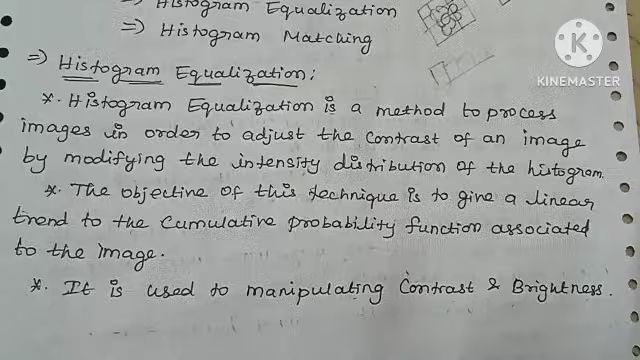 ⇒ Histogram Equalization
⇒ Histogram Matching
⇒ Histogram Equalization:
*. Histogram Equalization is a method to process
images in order to adjust the contrast of an image
by modifying the intensity distribution of the histogram.
*. The objective of this technique is to give a linear
trend to the cumulative probability function associated
to the image.
*. It is used to manipulating Contrast & Brightness.
K
KINEMASTER